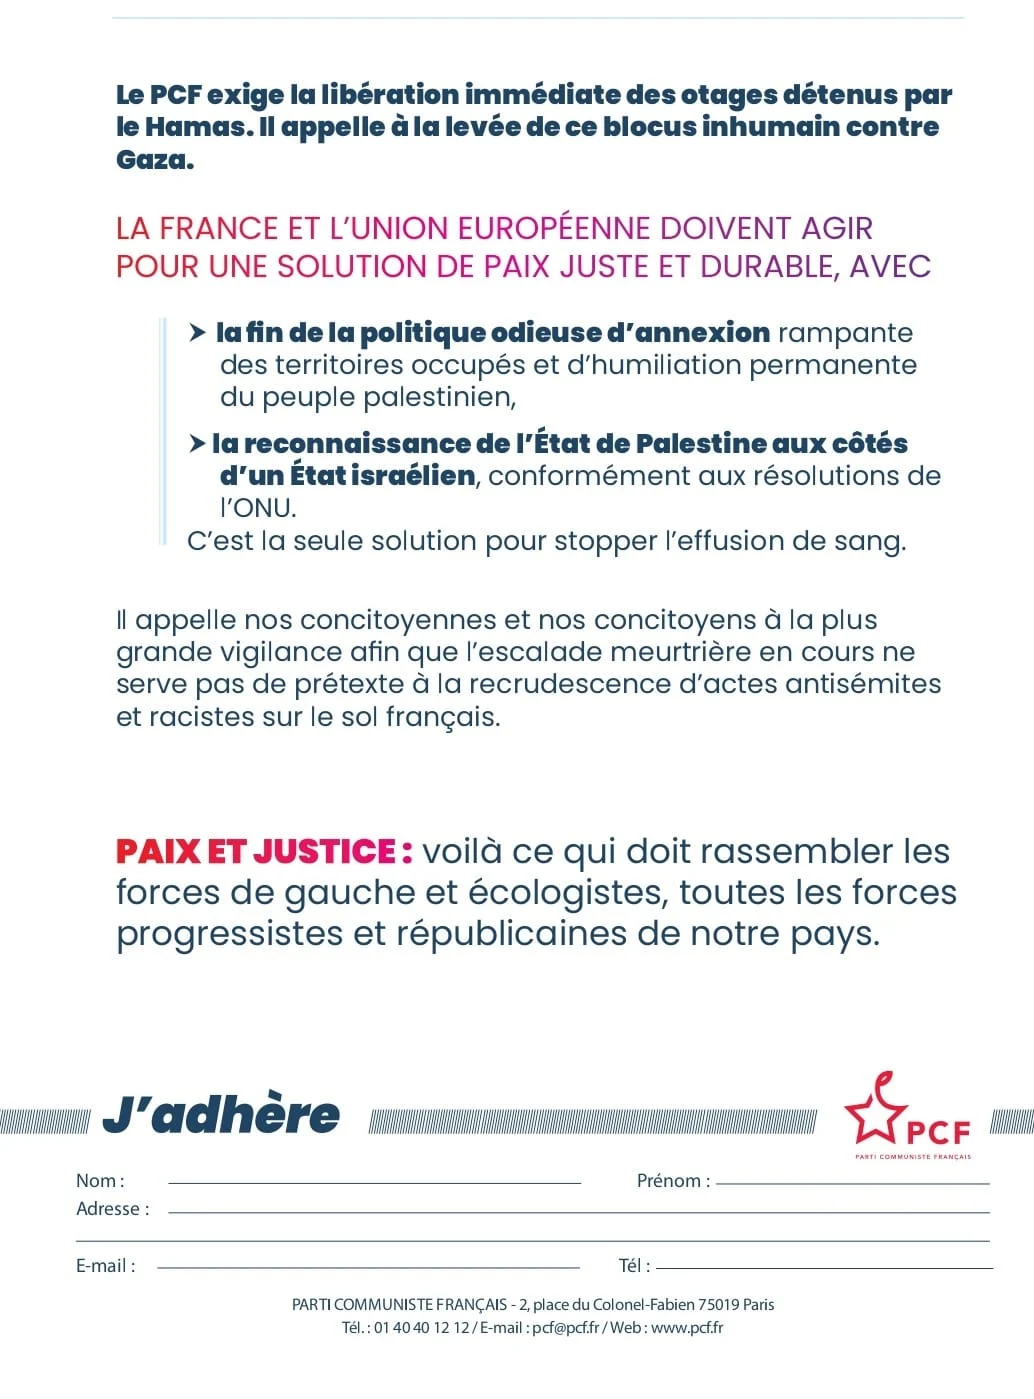 Le PCF exige la libération immédiate des otages détenus par
le Hamas. Il appelle à la levée de ce blocus inhumain contre
Gaza.
LA FRANCE ET L’UNION EUROPÉENNE DOIVENT AGIR
POUR UNE SOLUTION DE PAIX JUSTE ET DURABLE, AVEC
➤ la fin de la politique odieuse d’annexion rampante
des territoires occupés et d’humiliation permanente
du peuple palestinien,
➤ la reconnaissance de l’État de Palestine aux côtés
d’un État israélien, conformément aux résolutions de
l’ONU.
C’est la seule solution pour stopper l’effusion de sang.
Il appelle nos concitoyennes et nos concitoyens à la plus
grande vigilance afin que l’escalade meurtrière en cours ne
serve pas de prétexte à la recrudescence d’actes antisémites
et racistes sur le sol français.
PAIX ET JUSTICE : voilà ce qui doit rassembler les
forces de gauche et écologistes, toutes les forces
progressistes et républicaines de notre pays.
J’adhère
PCF
PARTI COMMUNISTE FRANÇAIS
Nom : Prénom :
Adresse :
E-mail : Tél :
PARTI COMMUNISTE FRANÇAIS - 2, place du Colonel-Fabien 75019 Paris
Tél. : 01 40 40 12 12 / E-mail : pcf@pcf.fr / Web : www.pcf.fr